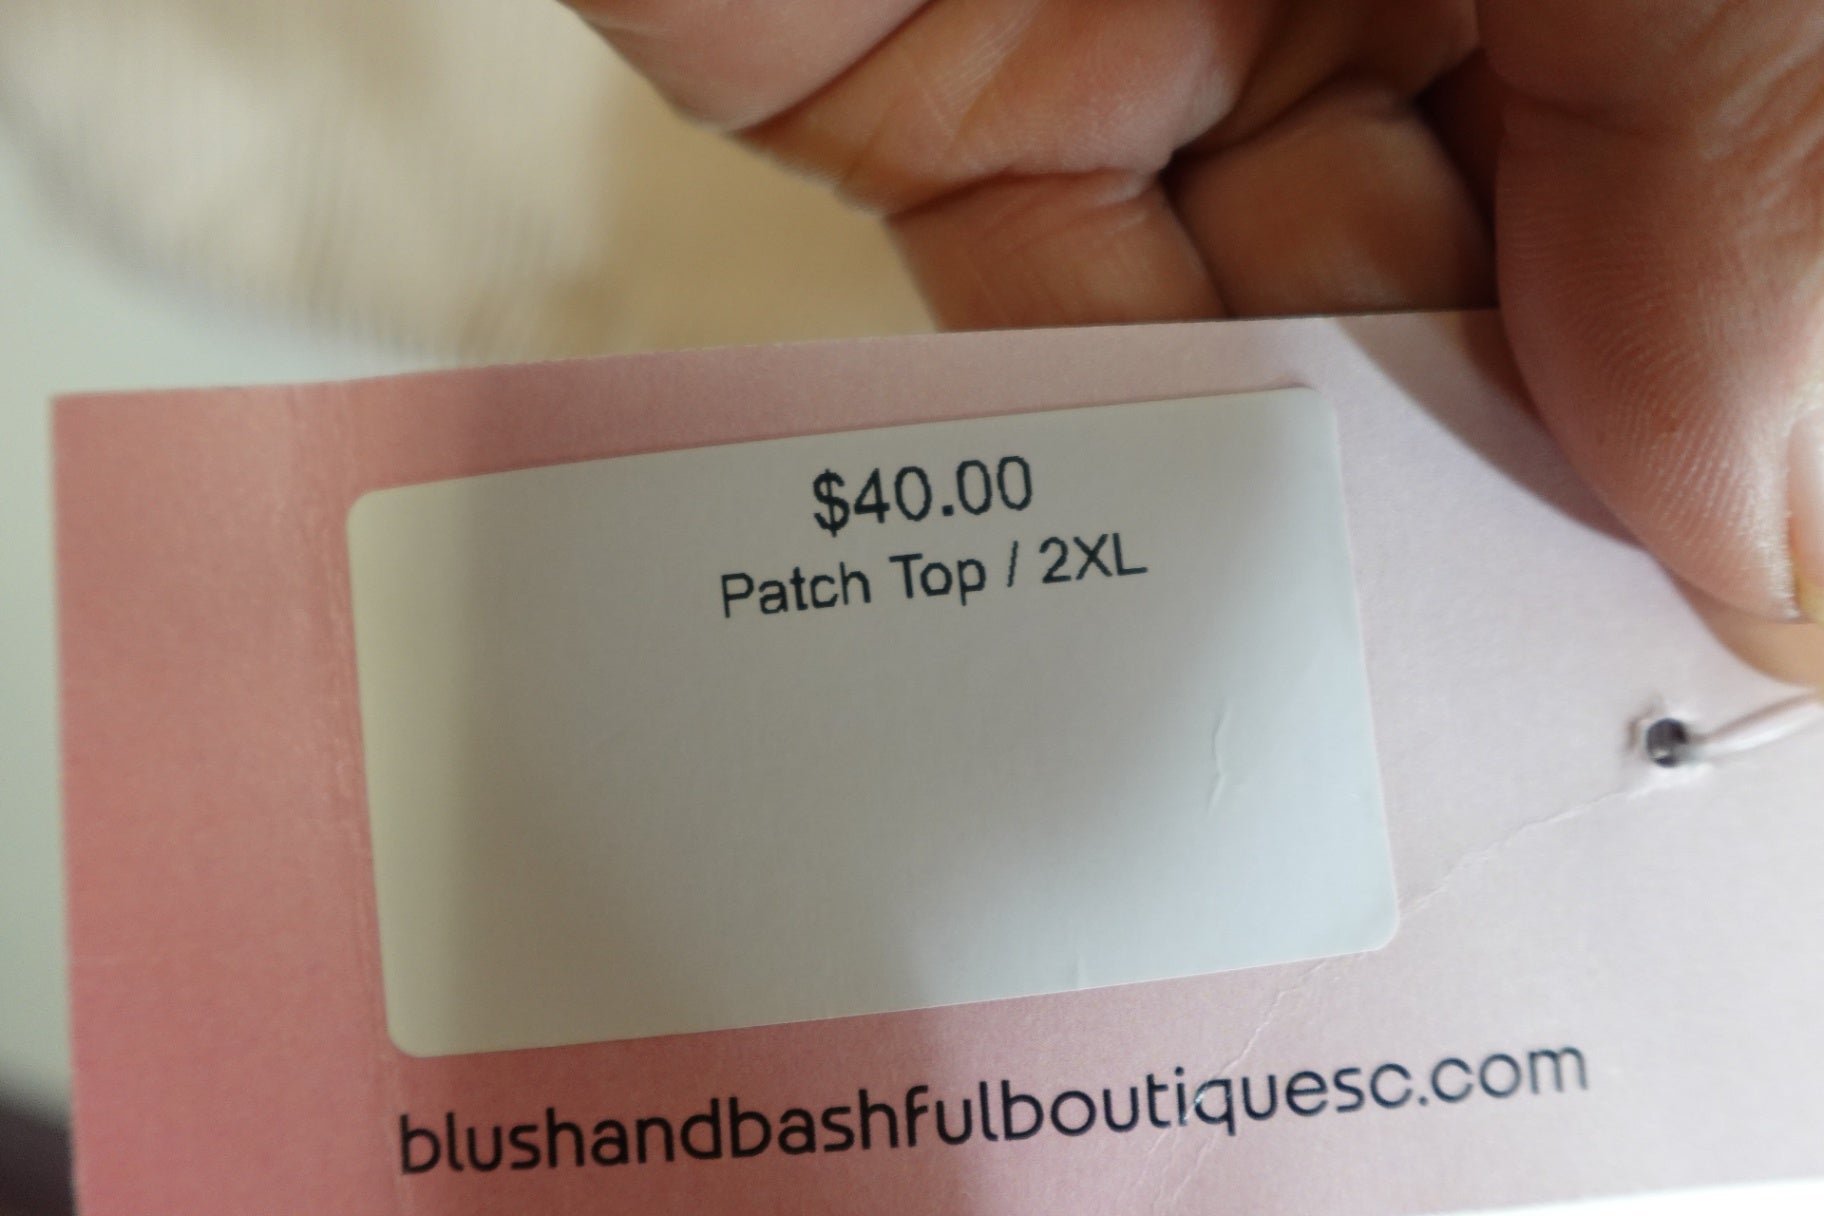 $40.00
Patch Top / 2XL
blushandbashfulboutiquesc.com